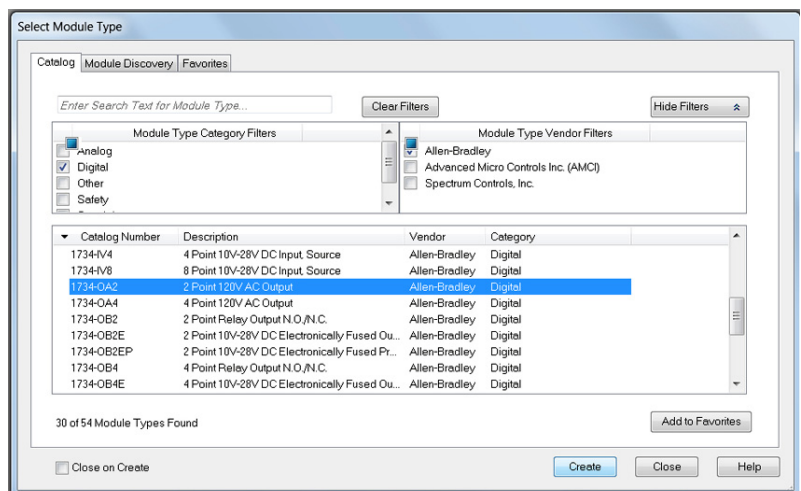 Select Module Type
Catalog Module Discovery Favorites
Enter Search Text for Module Type...
Clear Filters
Hide Filters
Module Type Category Filters
Analog
Digital
Other
Safety
Module Type Vendor Filters
Allen-Bradley
Advanced Micro Controls Inc. (AMCI)
Spectrum Controls, Inc.
Catalog Number Description Vendor Category
1734-IV4 4 Point 10V-28V DC Input, Source Allen-Bradley Digital
1734-IV8 8 Point 10V-28V DC Input, Source Allen-Bradley Digital
1734-OA2 2 Point 120V AC Output Allen-Bradley Digital
1734-OA4 4 Point 120V AC Output Allen-Bradley Digital
1734-OB2 2 Point Relay Output N.O./N.C. Allen-Bradley Digital
1734-OB2E 2 Point 10V-28V DC Electronically Fused Ou... Allen-Bradley Digital
1734-OB2EP 2 Point 10V-28V DC Electronically Fused Pr... Allen-Bradley Digital
1734-OB4 4 Point Relay Output N.O./N.C. Allen-Bradley Digital
1734-OB4E 4 Point 10V-28V DC Electronically Fused Ou... Allen-Bradley Digital
30 of 54 Module Types Found
Add to Favorites
Close on Create
Create
Close
Help